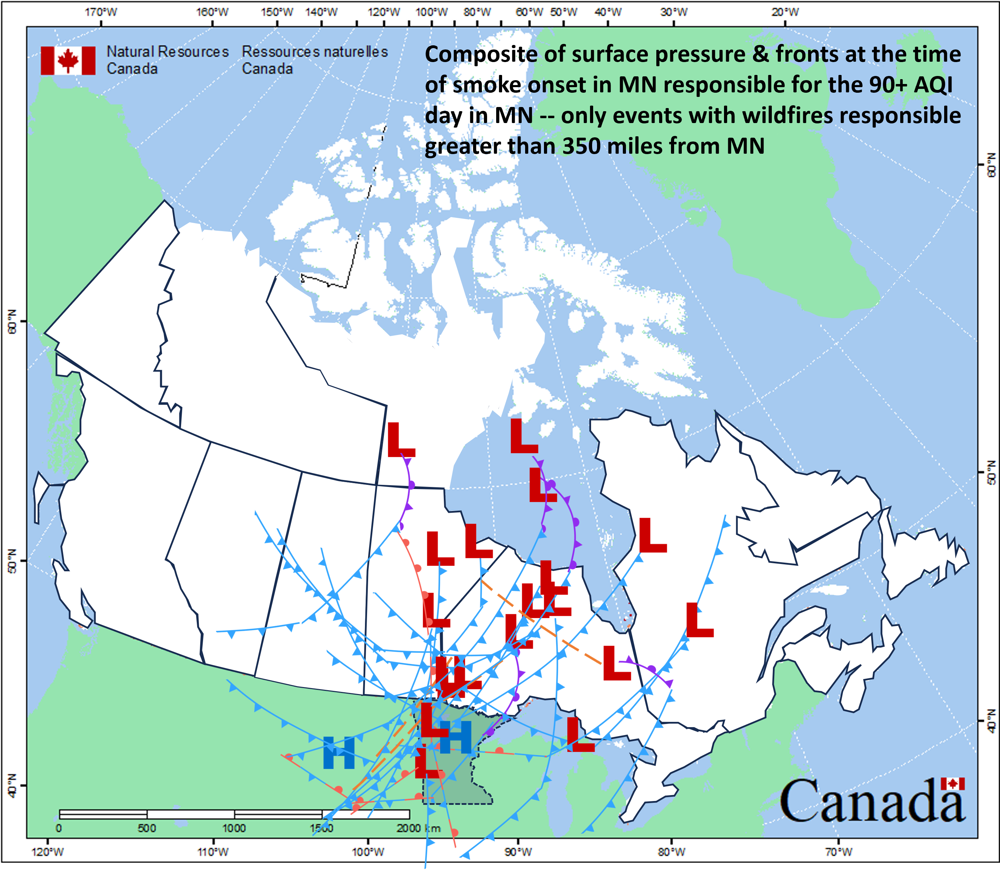 170°W 160°W 150°W 140°W 120°W 100°W 80°W 60°W 50°W 40°W 30°W 20°W
Natural Resources Ressources naturelles
Canada Canada
Composite of surface pressure & fronts at the time
of smoke onset in MN responsible for the 90+ AQI
day in MN -- only events with wildfires responsible
greater than 350 miles from MN
60°N
60°N
L
L
L
50°N
L
L
L
50°N
L
L
L
L
L
L
L
L
L
L
L
H
H
L
L
40°N
40°N
Canada
0 500 1000 1500 2000 km
120°W 110°W 100°W 90°W 80°W 70°W